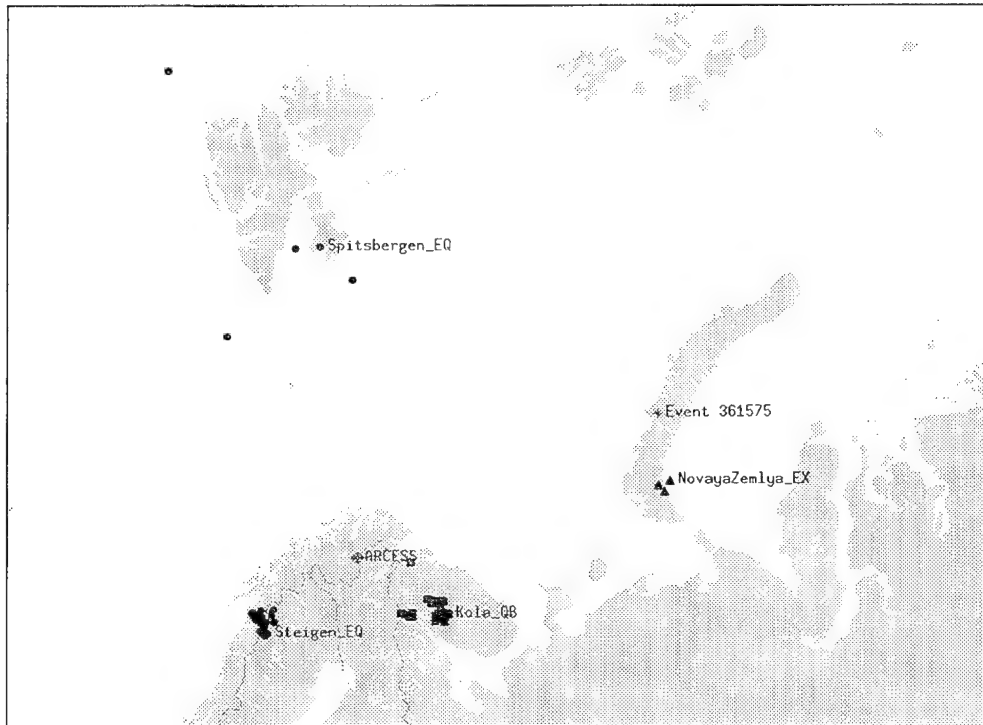 Spitsbergen_EQ
Event 361575
NovayaZemlya_EX
ARCESS
Kola_QB
Steigen_EQ